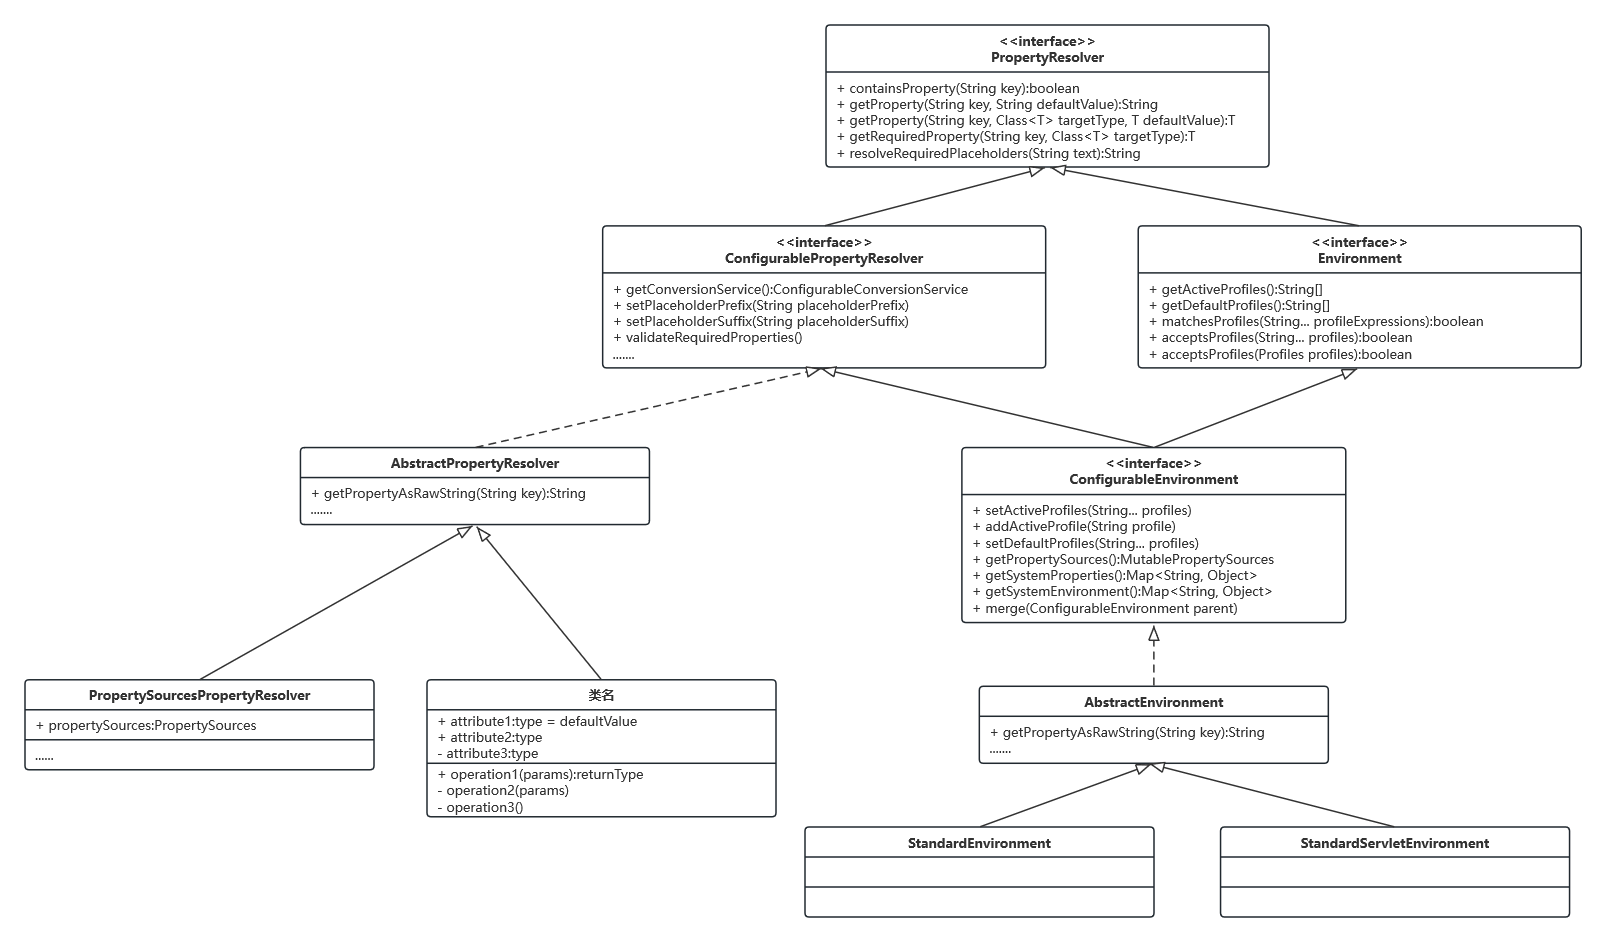 <<interface>>
PropertyResolver
+ containsProperty(String key):boolean
+ getProperty(String key, String defaultValue):String
+ getProperty(String key, Class<T> targetType, T defaultValue):T
+ getRequiredProperty(String key, Class<T> targetType):T
+ resolveRequiredPlaceholders(String text):String
<<interface>>
ConfigurablePropertyResolver
+ getConversionService():ConfigurableConversionService
+ setPlaceholderPrefix(String placeholderPrefix)
+ setPlaceholderSuffix(String placeholderSuffix)
+ validateRequiredProperties()
.......
<<interface>>
Environment
+ getActiveProfiles():String[]
+ getDefaultProfiles():String[]
+ matchesProfiles(String... profileExpressions):boolean
+ acceptsProfiles(String... profiles):boolean
+ acceptsProfiles(Profiles profiles):boolean
AbstractPropertyResolver
+ getPropertyAsRawString(String key):String
.......
<<interface>>
ConfigurableEnvironment
+ setActiveProfiles(String... profiles)
+ addActiveProfile(String profile)
+ setDefaultProfiles(String... profiles)
+ getPropertySources():MutablePropertySources
+ getSystemProperties():Map<String, Object>
+ getSystemEnvironment():Map<String, Object>
+ merge(ConfigurableEnvironment parent)
PropertySourcesPropertyResolver
+ propertySources:PropertySources
......
类名
+ attribute1:type = defaultValue
+ attribute2:type
- attribute3:type
+ operation1(params):returnType
- operation2(params)
- operation3()
AbstractEnvironment
+ getPropertyAsRawString(String key):String
.......
StandardEnvironment
StandardServletEnvironment